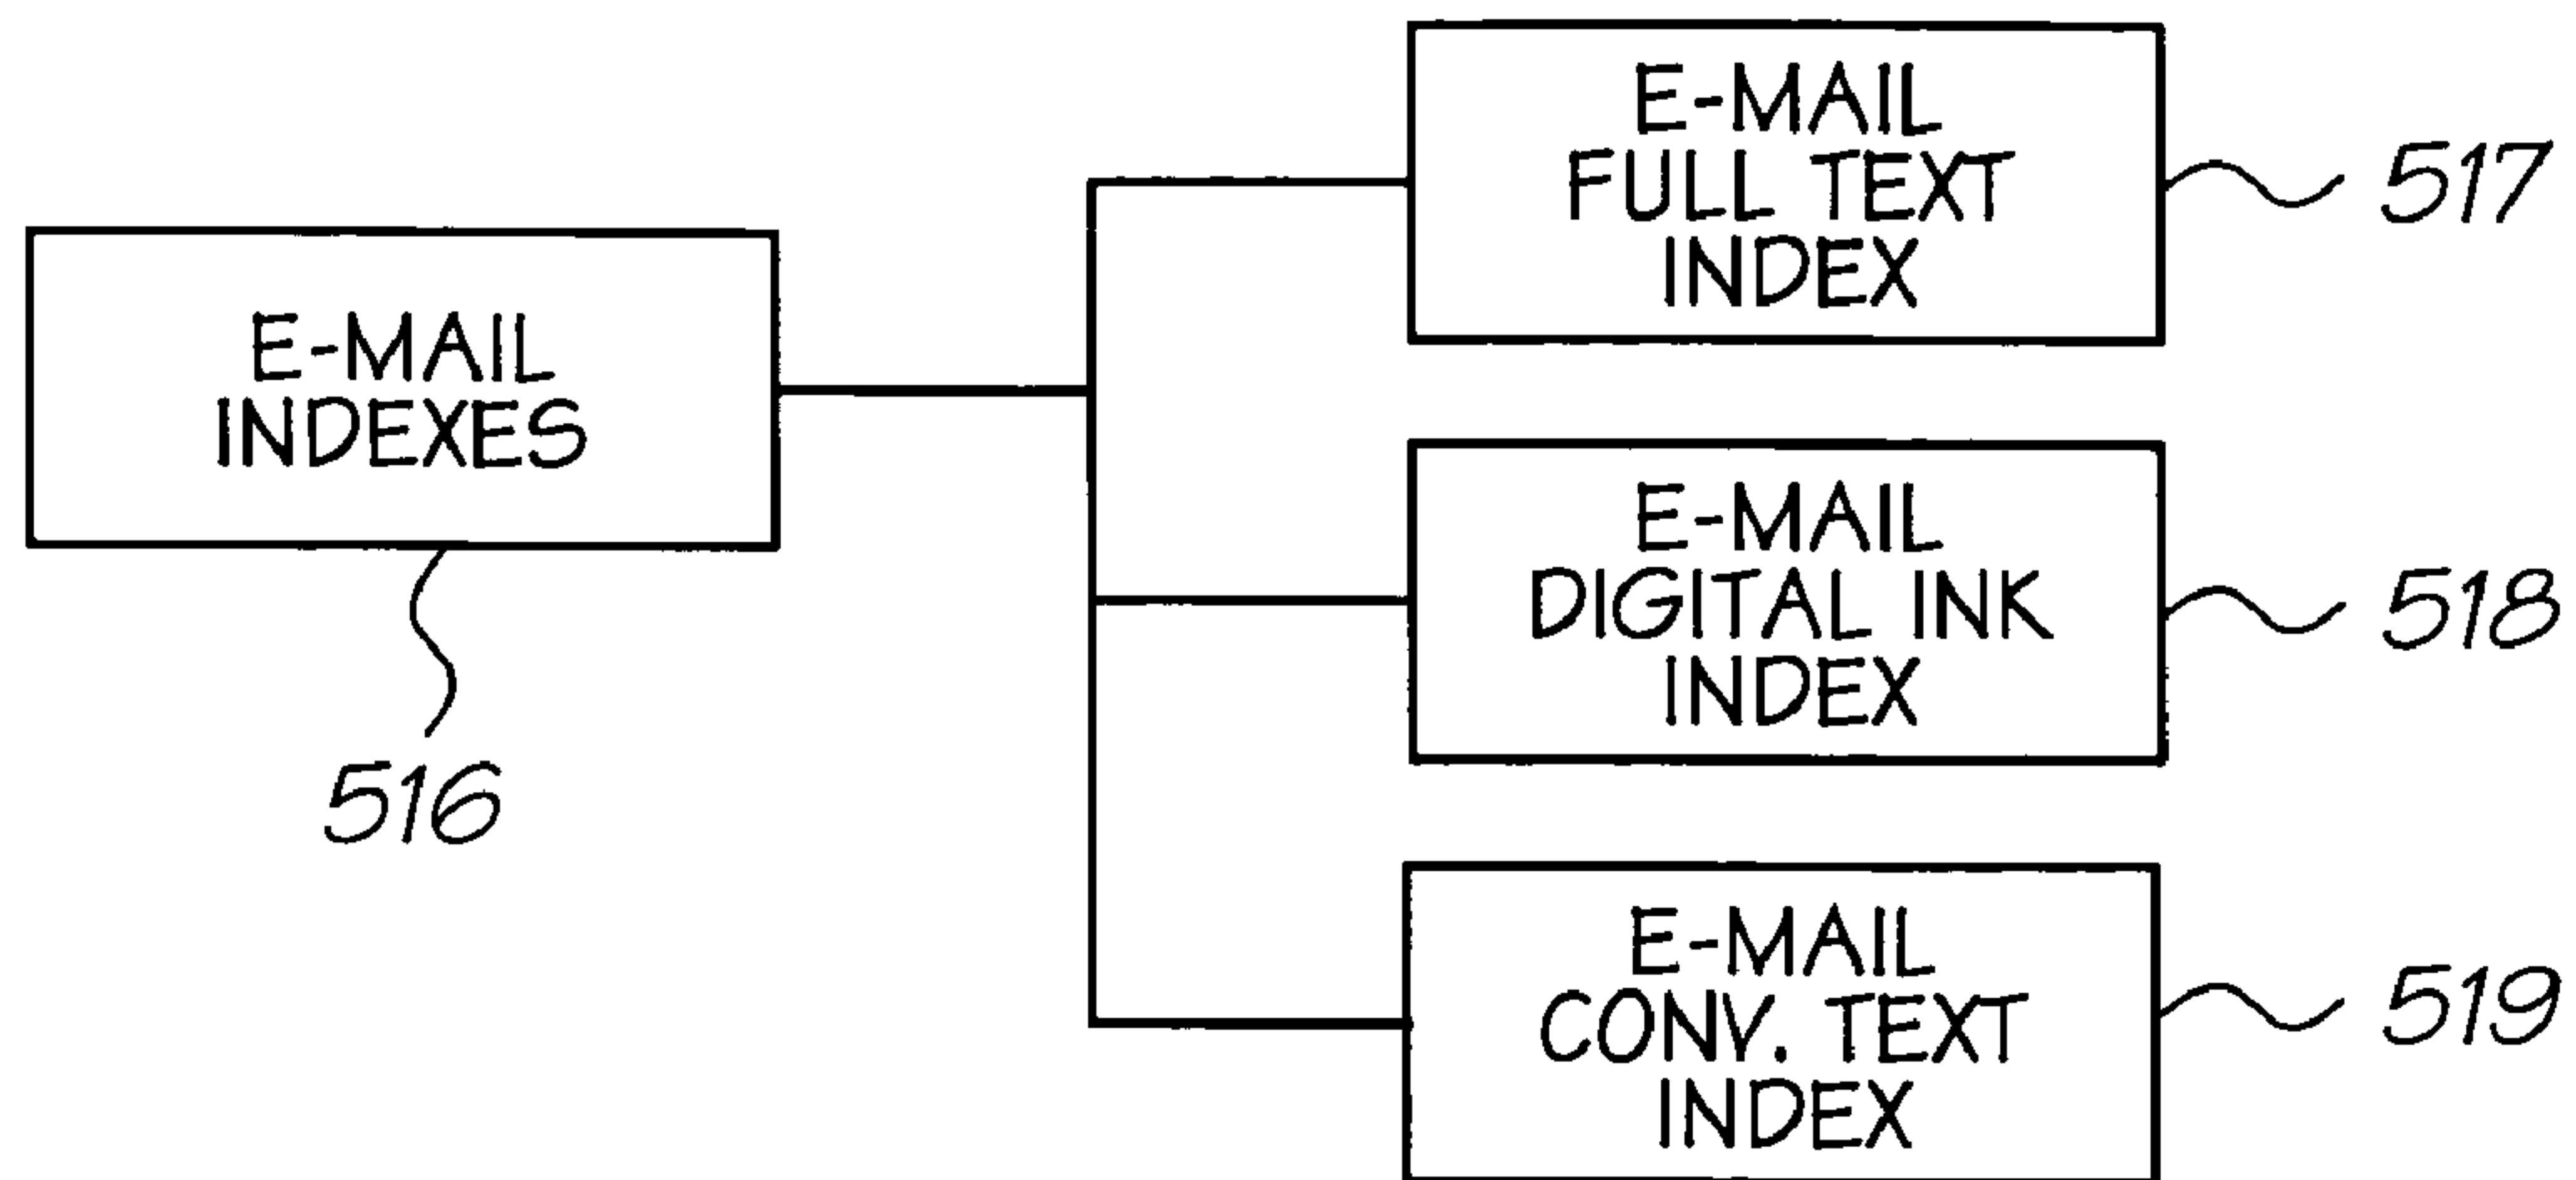 E-MAIL
FULL TEXT
INDEX
517
E-MAIL
INDEXES
516
E-MAIL
DIGITAL INK
INDEX
518
E-MAIL
CONV. TEXT
INDEX
519